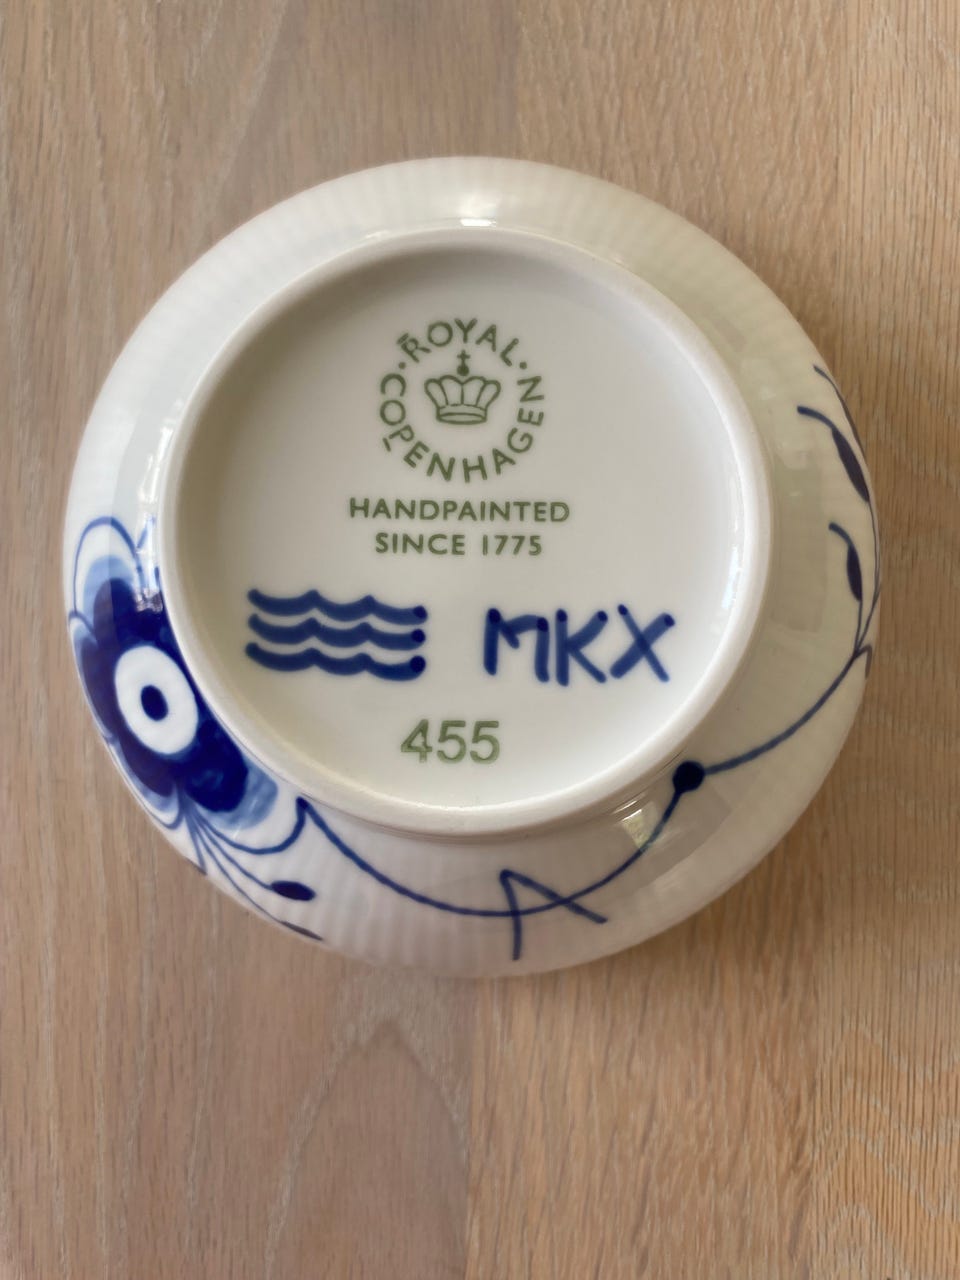 ROYAL
COPENHAGEN
HANDPAINTED
SINCE 1775
MKX
455